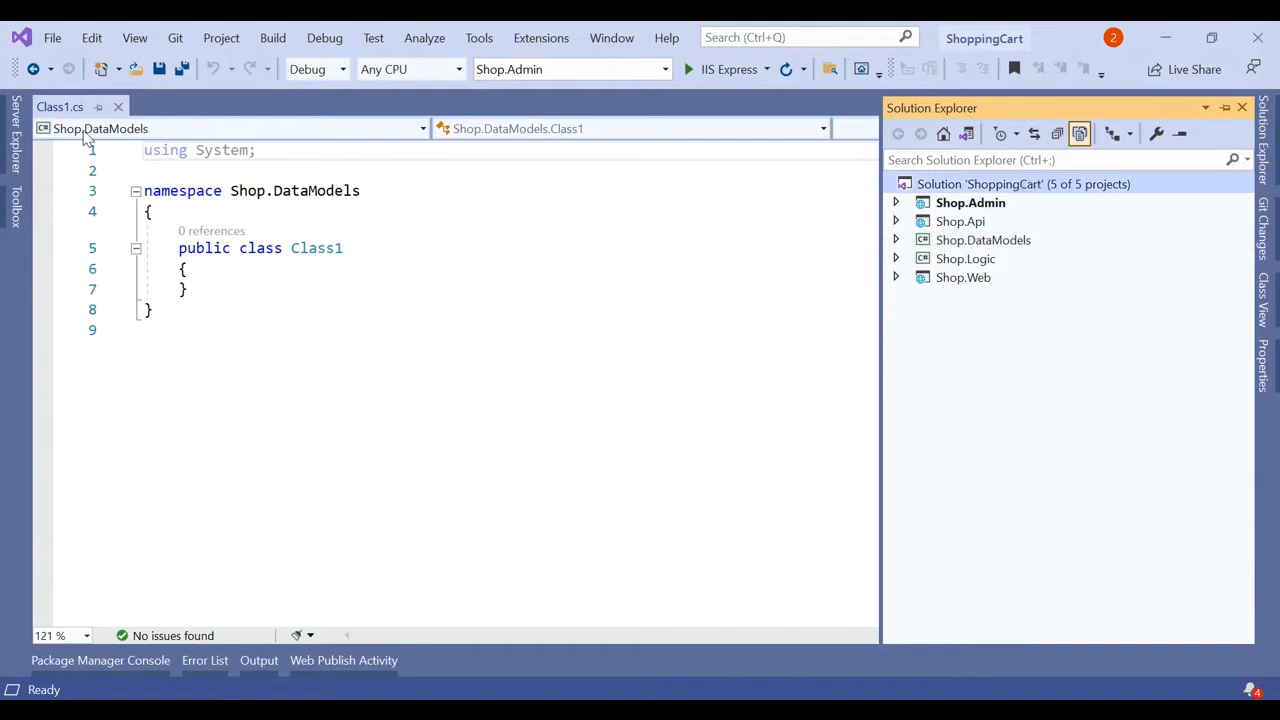 File Edit View Git Project Build Debug Test Analyze Tools Extensions Window Help Search (Ctrl+Q) ShoppingCart 2
Debug Any CPU Shop.Admin IIS Express Live Share
Class1.cs
Shop.DataModels Shop.DataModels.Class1
1 using System;
2
3 namespace Shop.DataModels
4 {
0 references
5 public class Class1
6 {
7 }
8 }
9
121 % No issues found
Server Explorer
Toolbox
Solution Explorer
Search Solution Explorer (Ctrl+;)
Solution 'ShoppingCart' (5 of 5 projects)
Shop.Admin
Shop.Api
Shop.DataModels
Shop.Logic
Shop.Web
Solution Explorer
Git Changes
Class View
Properties
Package Manager Console Error List Output Web Publish Activity
Ready 4